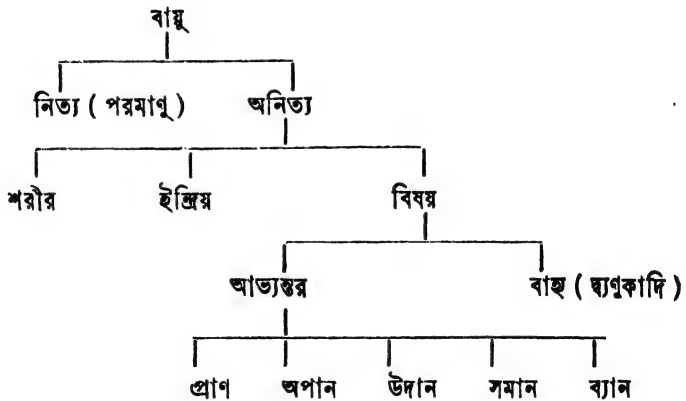 বায়ু
নিত্য ( পরমাণু ) অনিত্য
শরীর ইন্দ্রিয় বিষয়
আভ্যন্তর বাহ্য ( দ্ব্যণুকাদি )
প্রাণ অপান উদান সমান ব্যান